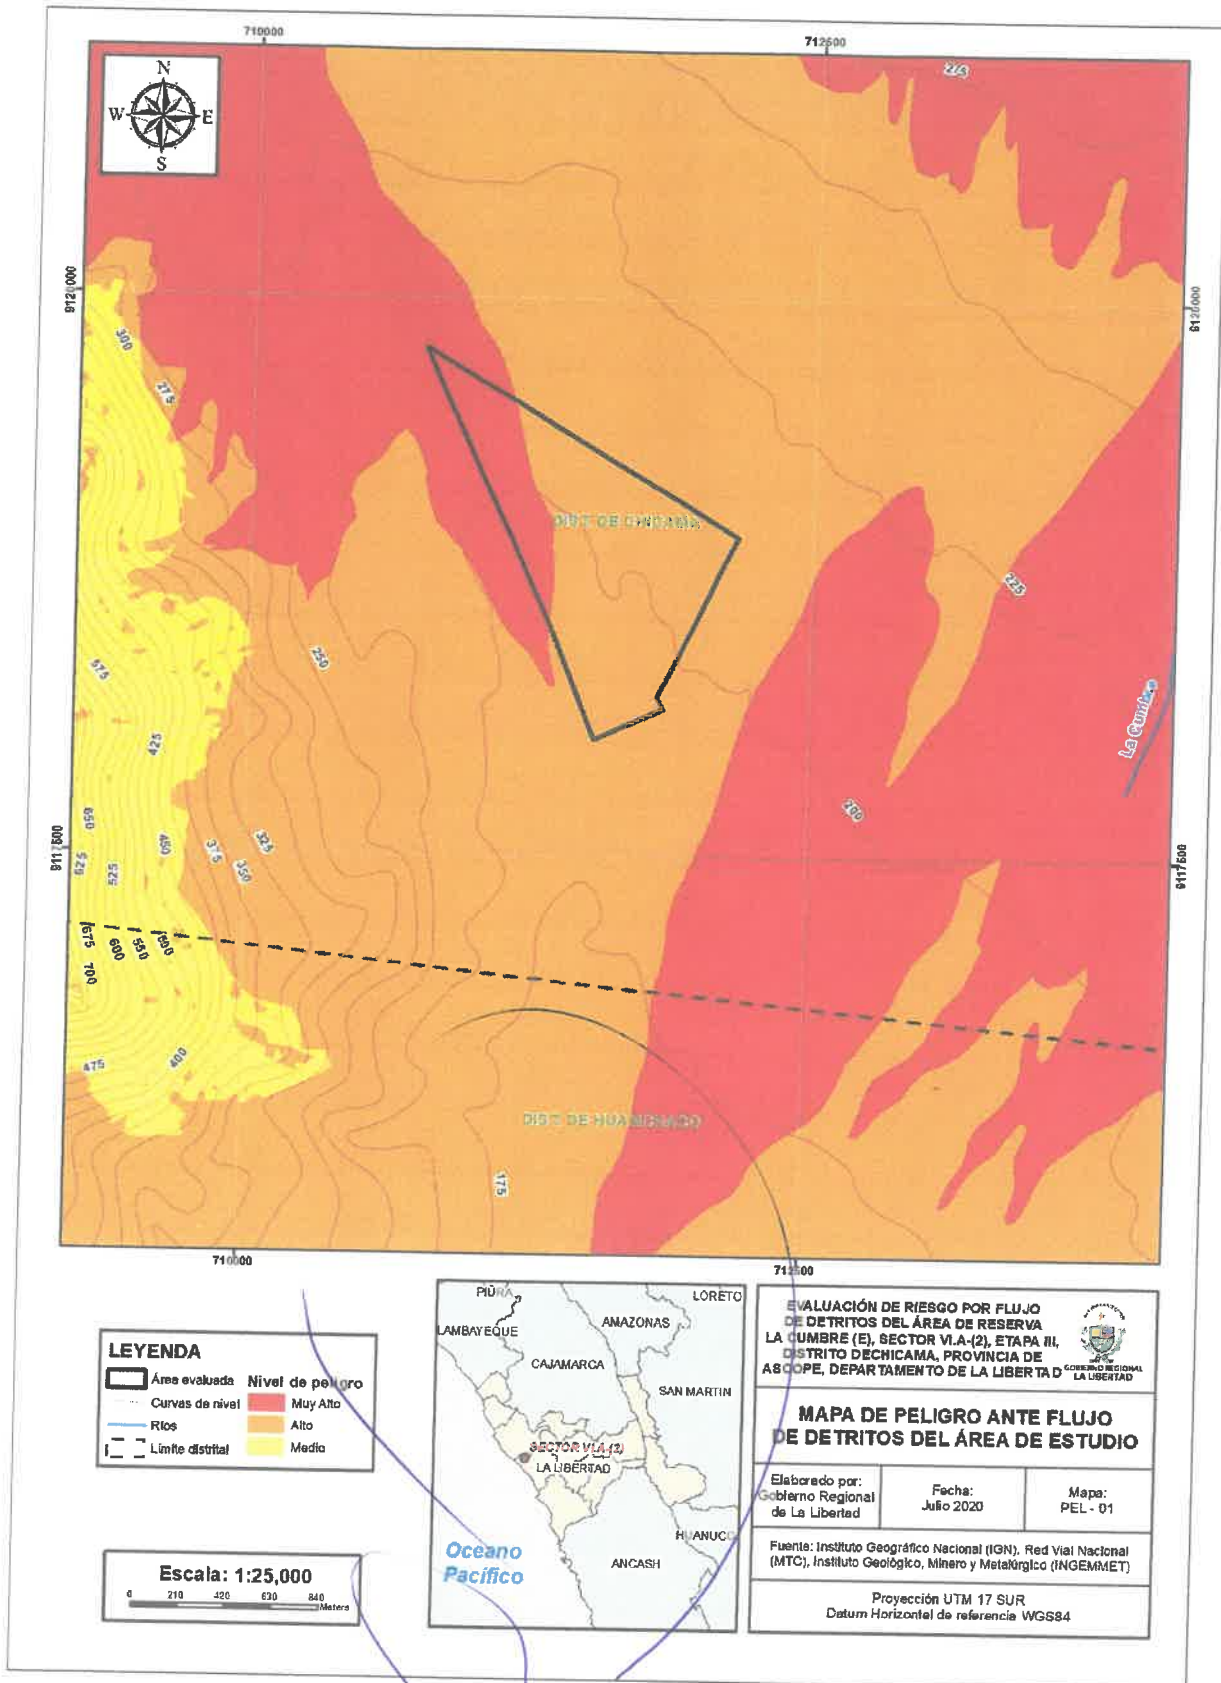 710000
712500
N
W
E
S
275
9120000
9120000
300
275
DIST DE CHICAMA
225
250
575
425
La Cumbre
650
200
450
375
325
350
9117500
625
525
9117500
675
600
550
500
700
475
400
DIST DE HUANCHACO
175
710000
712500
LEYENDA
Área evaluada
Curvas de nivel
Ríos
Límite distrital
Nivel de peligro
Muy Alto
Alto
Medio
Escala: 1:25,000
0 210 420 630 840
Meters
PIURA
LORETO
LAMBAYEQUE
AMAZONAS
CAJAMARCA
SAN MARTIN
SECTOR VI.A-(2)
LA LIBERTAD
HUANUCO
ANCASH
Oceano
Pacífico
EVALUACIÓN DE RIESGO POR FLUJO
DE DETRITOS DEL ÁREA DE RESERVA
LA CUMBRE (E), SECTOR VI.A-(2), ETAPA III,
DISTRITO DECHICAMA, PROVINCIA DE
ASCOPE, DEPARTAMENTO DE LA LIBERTAD
GOBIERNO REGIONAL
LA LIBERTAD
MAPA DE PELIGRO ANTE FLUJO
DE DETRITOS DEL ÁREA DE ESTUDIO
Elaborado por:
Gobierno Regional
de La Libertad
Fecha:
Julio 2020
Mapa:
PEL - 01
Fuente: Instituto Geográfico Nacional (IGN), Red Vial Nacional
(MTC), Instituto Geológico, Minero y Metalúrgico (INGEMMET)
Proyección UTM 17 SUR
Datum Horizontal de referencia WGS84